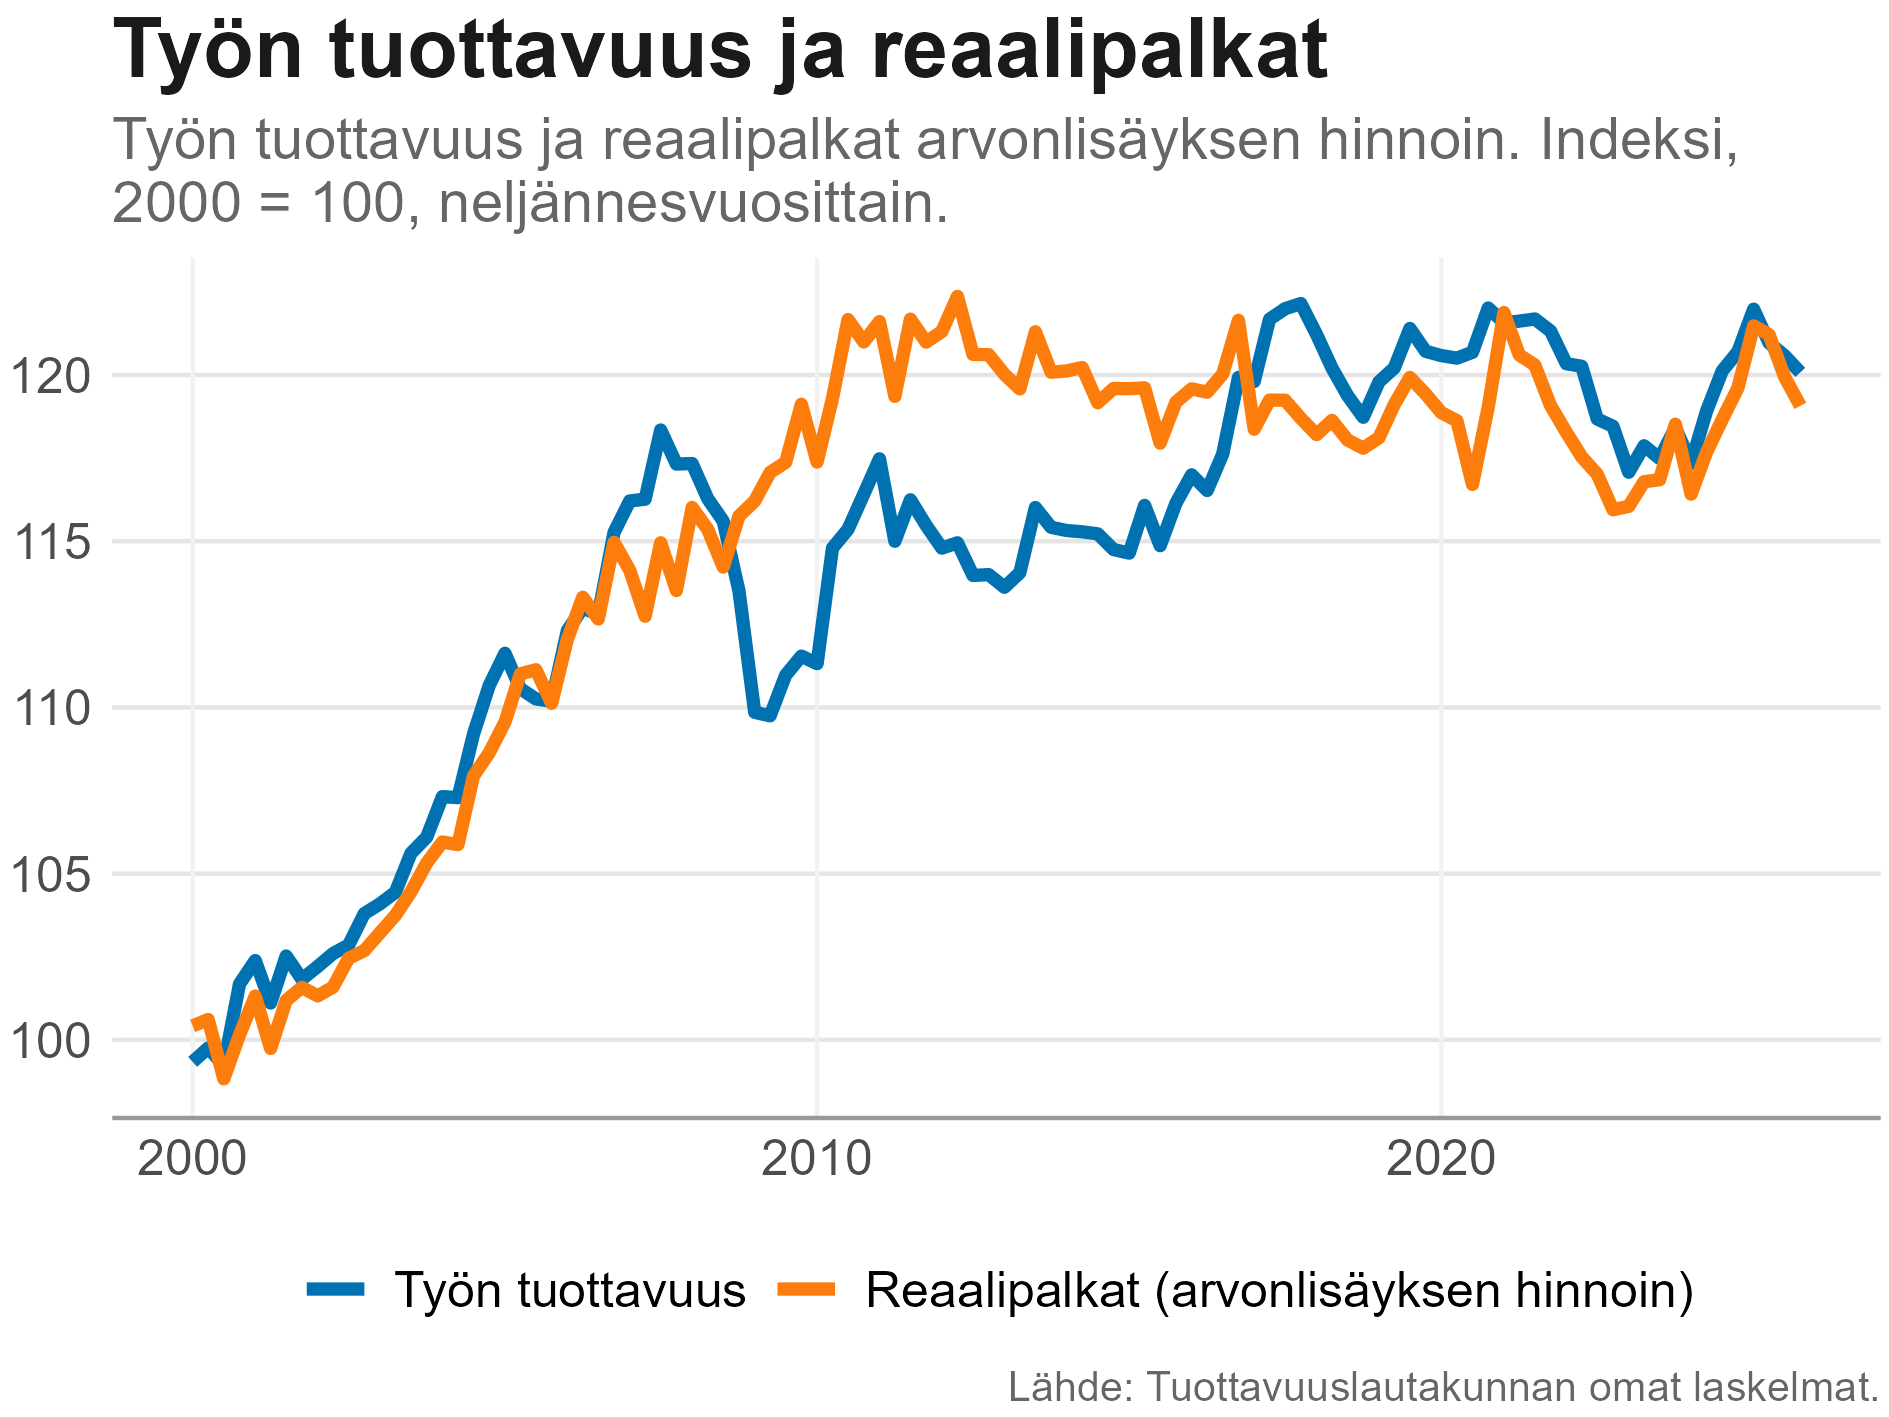 Työn tuottavuus ja reaalipalkat
Työn tuottavuus ja reaalipalkat arvonlisäyksen hinnoin. Indeksi,
2000 = 100, neljännesvuosittain.
120
115
110
105
100
2000
2010
2020
Työn tuottavuus
Reaalipalkat (arvonlisäyksen hinnoin)
Lähde: Tuottavuuslautakunnan omat laskelmat.